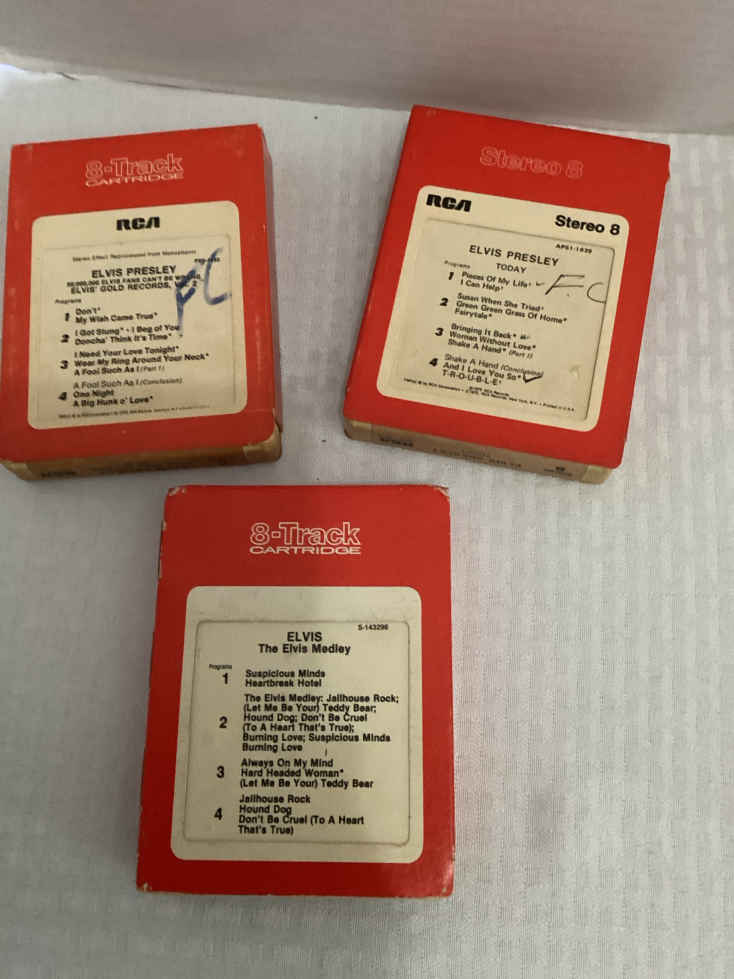 8-Track
CARTRIDGE
RCA
Stereo Effect Reprocessed from Monophonic
ELVIS PRESLEY
50,000,000 ELVIS FANS CAN'T BE
ELVIS' GOLD RECORDS, VOL. 2
Programs
1 Don't*
My Wish Came True*
2 I Got Stung* · I Beg of You
Doncha' Think It's Time*
3 I Need Your Love Tonight*
Wear My Ring Around Your Neck*
A Fool Such As I (Part 1)
A Fool Such As I (Conclusion)
4 One Night
A Big Hunk o' Love*
FC
Stereo 8
RCA
Stereo 8
APS1-1039
ELVIS PRESLEY
TODAY
F.C
Programs
1 Pieces Of My Life*
I Can Help*
2 Susan When She Tried*
Green Green Grass Of Home*
Fairytale*
3 Bringing It Back*
Woman Without Love*
Shake A Hand* (Part 1)
4 Shake A Hand (Conclusion)
And I Love You So*
T-R-O-U-B-L-E*
8-Track
CARTRIDGE
S-143298
ELVIS
The Elvis Medley
Programs
1 Suspicious Minds
Heartbreak Hotel
The Elvis Medley: Jailhouse Rock;
(Let Me Be Your) Teddy Bear;
2 Hound Dog; Don't Be Cruel
(To A Heart That's True);
Burning Love; Suspicious Minds
Burning Love
Always On My Mind
3 Hard Headed Woman*
(Let Me Be Your) Teddy Bear
Jailhouse Rock
4 Hound Dog
Don't Be Cruel (To A Heart
That's True)